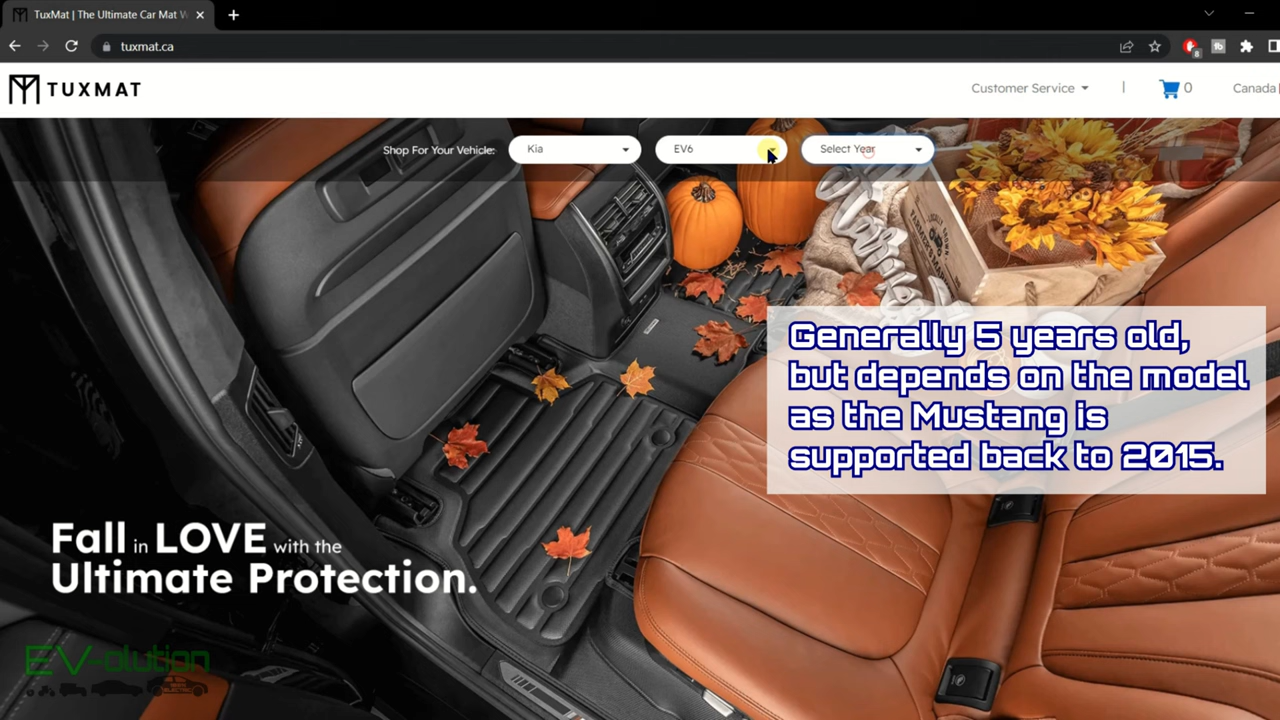 TuxMat | The Ultimate Car Mat W
tuxmat.ca
8
TUXMAT
Customer Service
0
Canada
Shop For Your Vehicle:
Kia
EV6
Select Year
Generally 5 years old,
but depends on the model
as the Mustang is
supported back to 2015.
Fall in LOVE with the
Ultimate Protection.
EV-olution